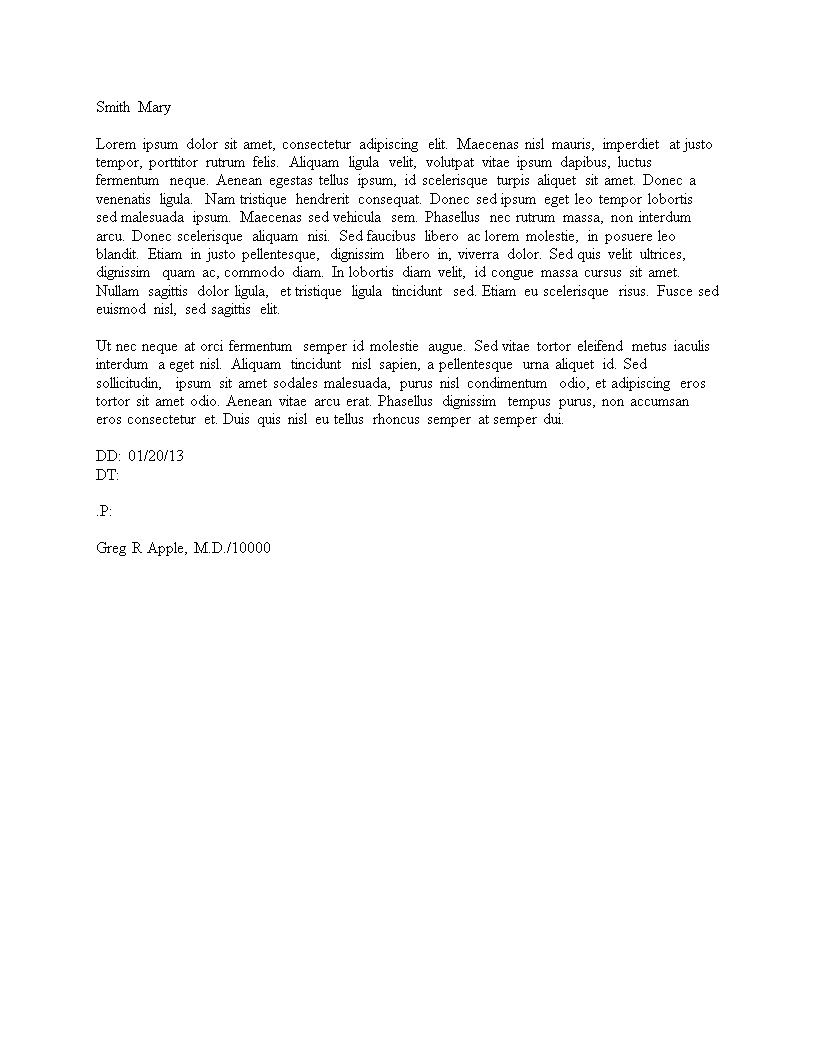 Smith Mary
Lorem ipsum dolor sit amet, consectetur adipiscing elit. Maecenas nisl mauris, imperdiet at justo
tempor, porttitor rutrum felis. Aliquam ligula velit, volutpat vitae ipsum dapibus, luctus
fermentum neque. Aenean egestas tellus ipsum, id scelerisque turpis aliquet sit amet. Donec a
venenatis ligula. Nam tristique hendrerit consequat. Donec sed ipsum eget leo tempor lobortis
sed malesuada ipsum. Maecenas sed vehicula sem. Phasellus nec rutrum massa, non interdum
arcu. Donec scelerisque aliquam nisi. Sed faucibus libero ac lorem molestie, in posuere leo
blandit. Etiam in justo pellentesque, dignissim libero in, viverra dolor. Sed quis velit ultrices,
dignissim quam ac, commodo diam. In lobortis diam velit, id congue massa cursus sit amet.
Nullam sagittis dolor ligula, et tristique ligula tincidunt sed. Etiam eu scelerisque risus. Fusce sed
euismod nisl, sed sagittis elit.
Ut nec neque at orci fermentum semper id molestie augue. Sed vitae tortor eleifend metus iaculis
interdum a eget nisl. Aliquam tincidunt nisl sapien, a pellentesque urna aliquet id. Sed
sollicitudin, ipsum sit amet sodales malesuada, purus nisl condimentum odio, et adipiscing eros
tortor sit amet odio. Aenean vitae arcu erat. Phasellus dignissim tempus purus, non accumsan
eros consectetur et. Duis quis nisl eu tellus rhoncus semper at semper dui.
DD: 01/20/13
DT:
.P:
Greg R Apple, M.D./10000